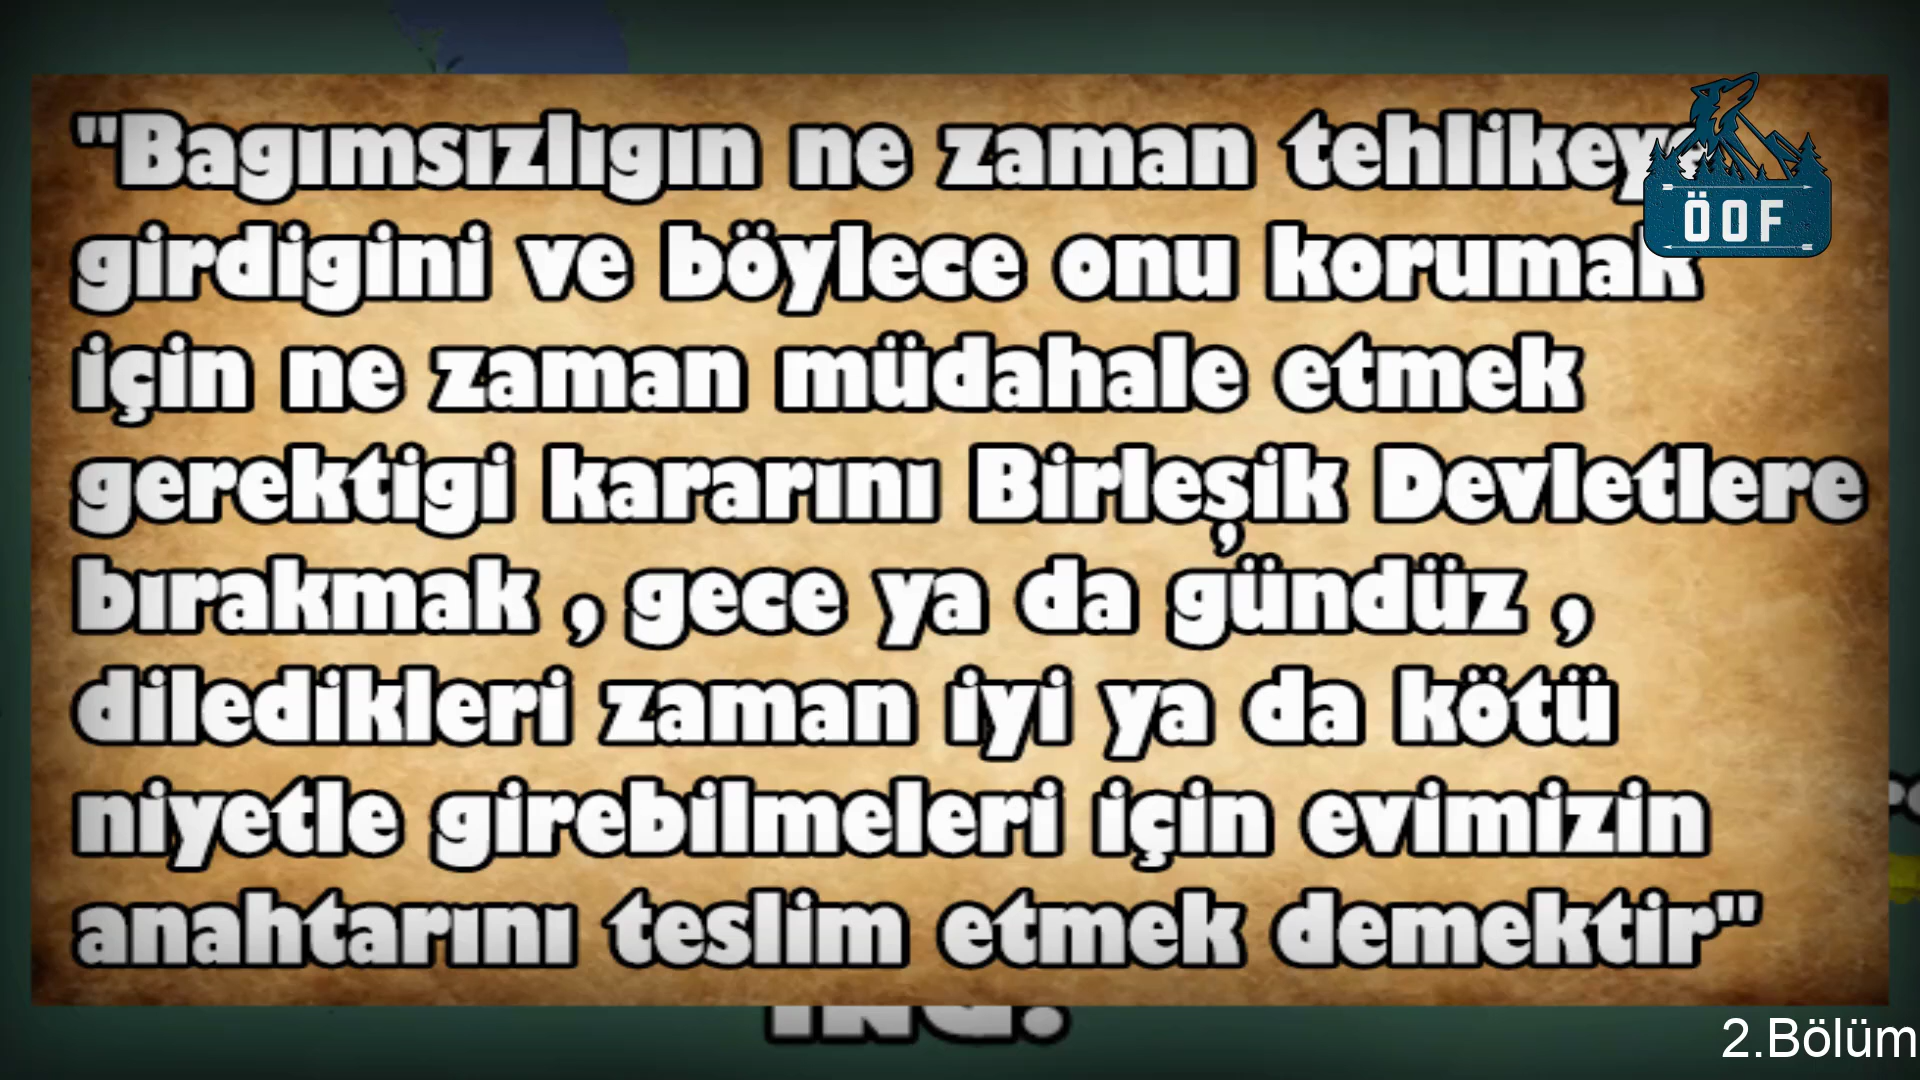 "Bagımsızlıgın ne zaman tehlikeye
girdigini ve böylece onu korumak
için ne zaman müdahale etmek
gerektigi kararını Birleşik Devletlere
bırakmak , gece ya da gündüz ,
diledikleri zaman iyi ya da kötü
niyetle girebilmeleri için evimizin
anahtarını teslim etmek demektir"
ÖOF
2.Bölüm